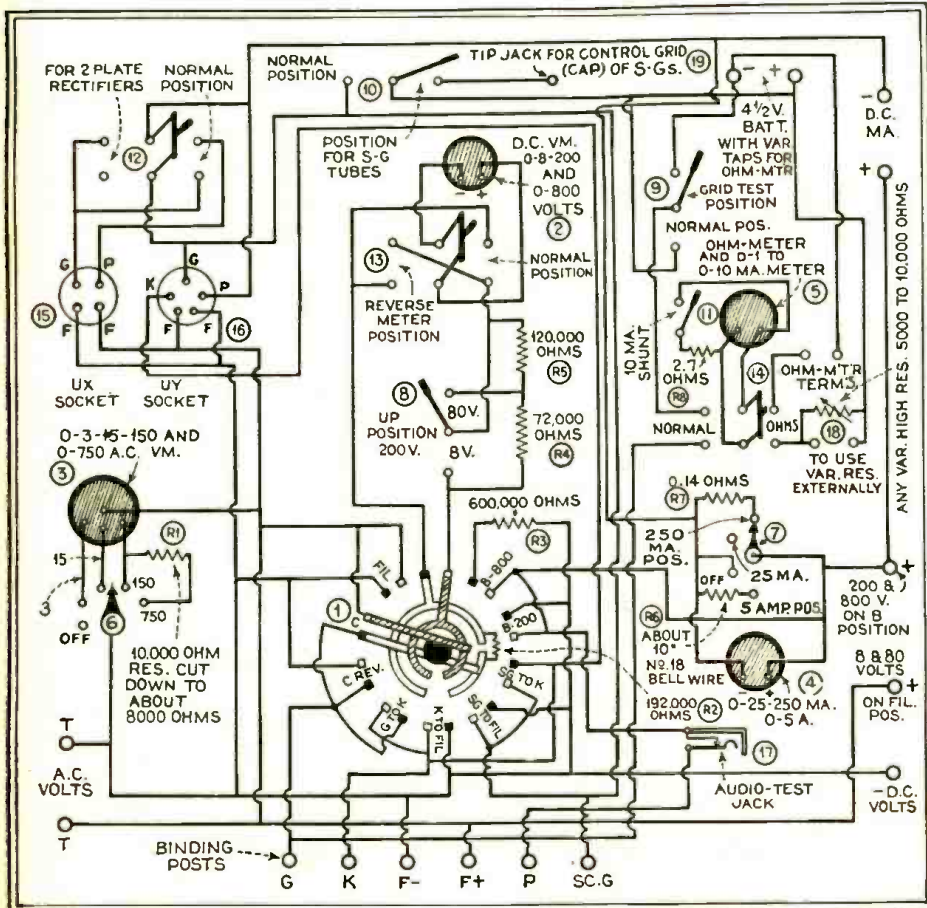 FOR 2 PLATE
RECTIFIERS
NORMAL
POSITION
12
NORMAL
POSITION
10
TIP JACK FOR CONTROL GRID
(CAP) OF S-GS.
19
POSITION
FOR S-G
TUBES
D.C. VM.
0-8-200
AND
0-800
VOLTS
2
- +
- +
4 1/2 V.
BATT.
WITH VAR.
TAPS FOR
OHM-MTR
-
D.C.
MA.
+
9
GRID TEST
POSITION
NORMAL POS.
OHM-METER
AND 0-1 TO
0-10 MA. METER
5
13
NORMAL
POSITION
REVERSE
METER
POSITION
G P
F F
15
UX
SOCKET
G
K P
F F
16
UY
SOCKET
120,000
OHMS
R5
8
80V.
UP
POSITION
200V.
8V.
72,000
OHMS
R4
10 MA.
SHUNT
11
2.7
OHMS
R8
14
OHM-MTR
TERMS
NORMAL
OHMS
18
TO USE
VAR. RES.
EXTERNALLY
ANY VAR. HIGH RES. 5000 TO 10,000 OHMS
0-3-15-150 AND
0-750 A.C. VM.
3
15
R1
3
150
750
OFF
6
10,000 OHM
RES. CUT
DOWN TO
ABOUT
8000 OHMS
600,000 OHMS
R3
FIL
B-800
B-200
1
C
C REV.
G TO K
K TO FIL
SG TO FIL
SG TO K
0.14 OHMS
R7
250
MA.
POS.
7
OFF
25 MA.
5 AMP. POS.
R6
ABOUT
10"
NO. 18
BELL WIRE
4
- +
0-25-250 MA.
0-5 A.
192,000
OHMS
R2
17
AUDIO-TEST
JACK
+
200 &
800 V.
ON B
POSITION
8 & 80
VOLTS
+
ON FIL.
POS.
- D.C.
VOLTS
T
A.C.
VOLTS
T
BINDING
POSTS
G K F- F+ P SC.G